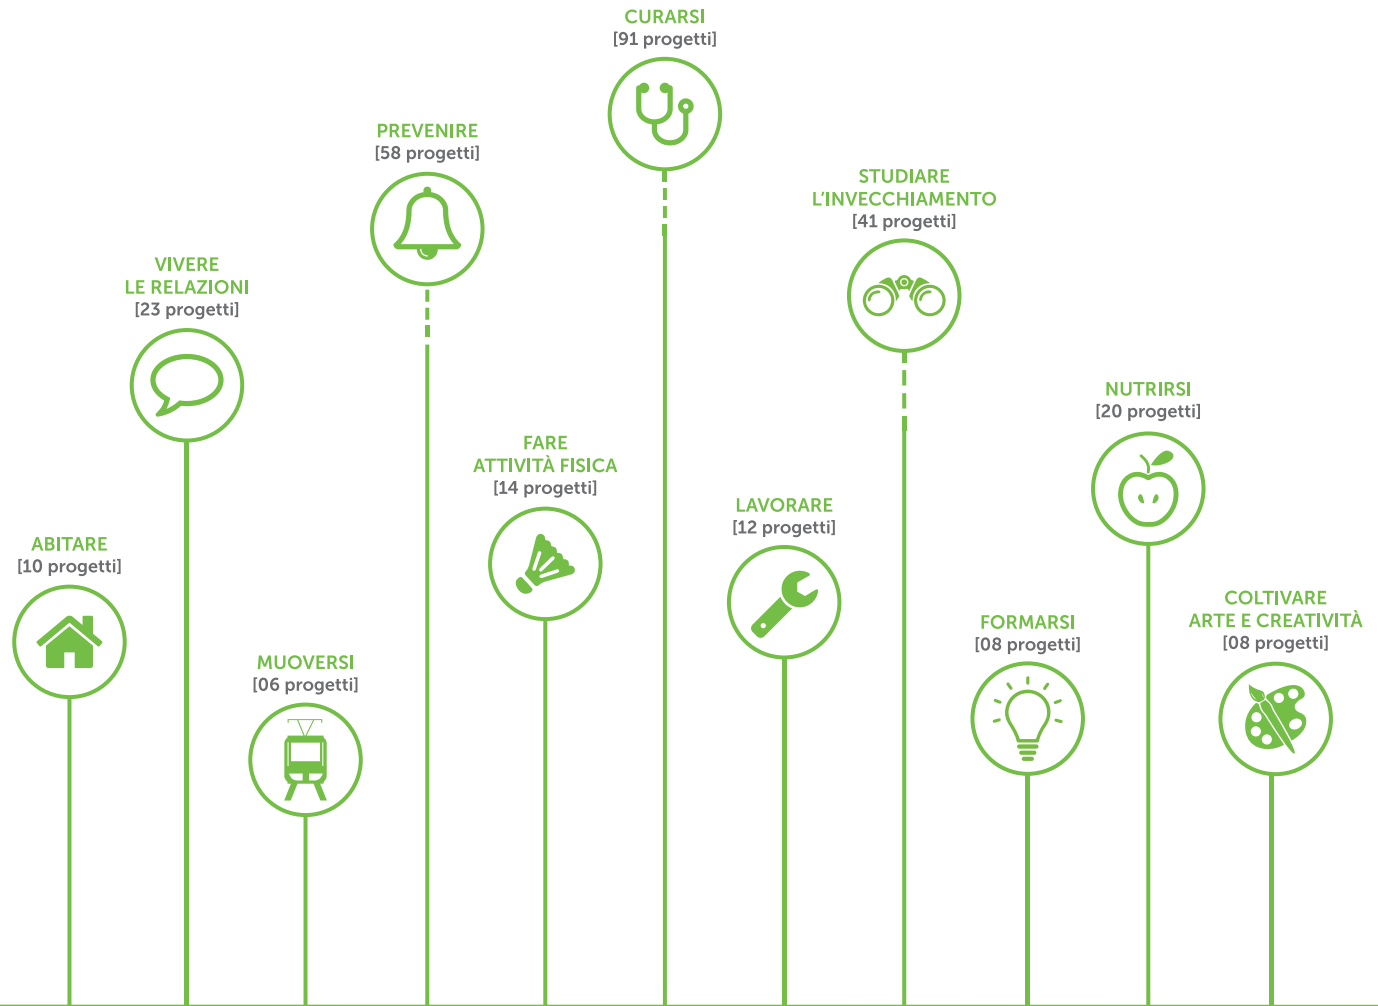 CURARSI
[91 progetti]
PREVENIRE
[58 progetti]
STUDIARE
L'INVECCHIAMENTO
[41 progetti]
VIVERE
LE RELAZIONI
[23 progetti]
NUTRIRSI
[20 progetti]
FARE
ATTIVITÀ FISICA
[14 progetti]
LAVORARE
[12 progetti]
ABITARE
[10 progetti]
COLTIVARE
ARTE E CREATIVITÀ
[08 progetti]
FORMARSI
[08 progetti]
MUOVERSI
[06 progetti]